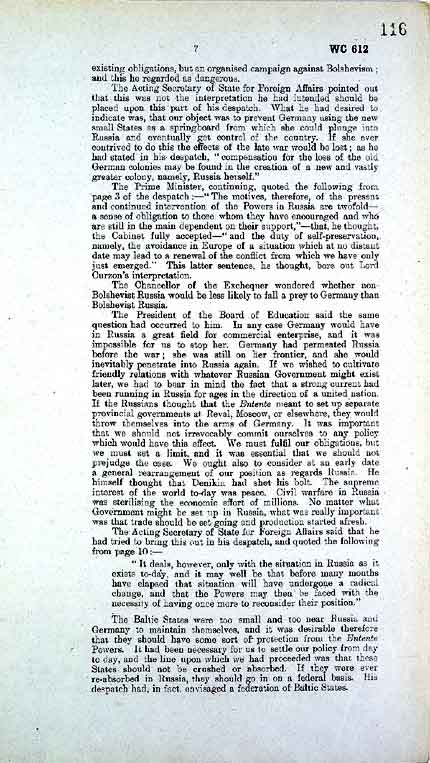 116
7 WC 612
existing obligations, but an organised campaign against Bolshevism;
and this he regarded as dangerous.
The Acting Secretary of State for Foreign Affairs pointed out
that this was not the interpretation he had intended should be
placed upon this part of his despatch. What he had desired to
indicate was, that our object was to prevent Germany using the new
small States as a springboard from which she could plunge into
Russia and eventually get control of the country. If she ever
contrived to do this the effects of the late war would be lost; as he
had stated in his despatch, "compensation for the loss of the old
German colonies may be found in the creation of a new and vastly
greater colony, namely, Russia herself."
The Prime Minister, continuing, quoted the following from
page 3 of the despatch:—"The motives, therefore, of the present
and continued intervention of the Powers in Russia are twofold—
a sense of obligation to those whom they have encouraged and who
are still in the main dependent on their support,"—that, he thought,
the Cabinet fully accepted—"and the duty of self-preservation,
namely, the avoidance in Europe of a situation which at no distant
date may lead to a renewal of the conflict from which we have only
just emerged." This latter sentence, he thought, bore out Lord
Curzon's interpretation.
The Chancellor of the Exchequer wondered whether non-
Bolshevist Russia would be less likely to fall a prey to Germany than
Bolshevist Russia.
The President of the Board of Education said the same
question had occurred to him. In any case Germany would have
in Russia a great field for commercial enterprise, and it was
impossible for us to stop her. Germany had permeated Russia
before the war; she was still on her frontier, and she would
inevitably penetrate into Russia again. If we wished to cultivate
friendly relations with whatever Russian Government might exist
later, we had to bear in mind the fact that a strong current had
been running in Russia for ages in the direction of a united nation.
If the Russians thought that the Entente meant to set up separate
provincial governments at Reval, Moscow, or elsewhere, they would
throw themselves into the arms of Germany. It was important
that we should not irrevocably commit ourselves to any policy
which would have this effect. We must fulfil our obligations, but
we must set a limit, and it was essential that we should not
prejudge the case. We ought also to consider at an early date
a general rearrangement of our position as regards Russia. He
himself thought that Denikin had shot his bolt. The supreme
interest of the world to-day was peace. Civil warfare in Russia
was sterilising the economic effort of millions. No matter what
Government might be set up in Russia, what was really important
was that trade should be set going and production started afresh.
The Acting Secretary of State for Foreign Affairs said that he
had tried to bring this out in his despatch, and quoted the following
from page 10:—
"It deals, however, only with the situation in Russia as it
exists to-day, and it may well be that before many months
have elapsed that situation will have undergone a radical
change, and that the Powers may then be faced with the
necessity of having once more to reconsider their position."
The Baltic States were too small and too near Russia and
Germany to maintain themselves, and it was desirable therefore
that they should have some sort of protection from the Entente
Powers. It had been necessary for us to settle our policy from day
to day, and the line upon which we had proceeded was that these
States should not be crushed or absorbed. If they were ever
re-absorbed in Russia, they should go in on a federal basis. His
despatch had, in fact, envisaged a federation of Baltic States.